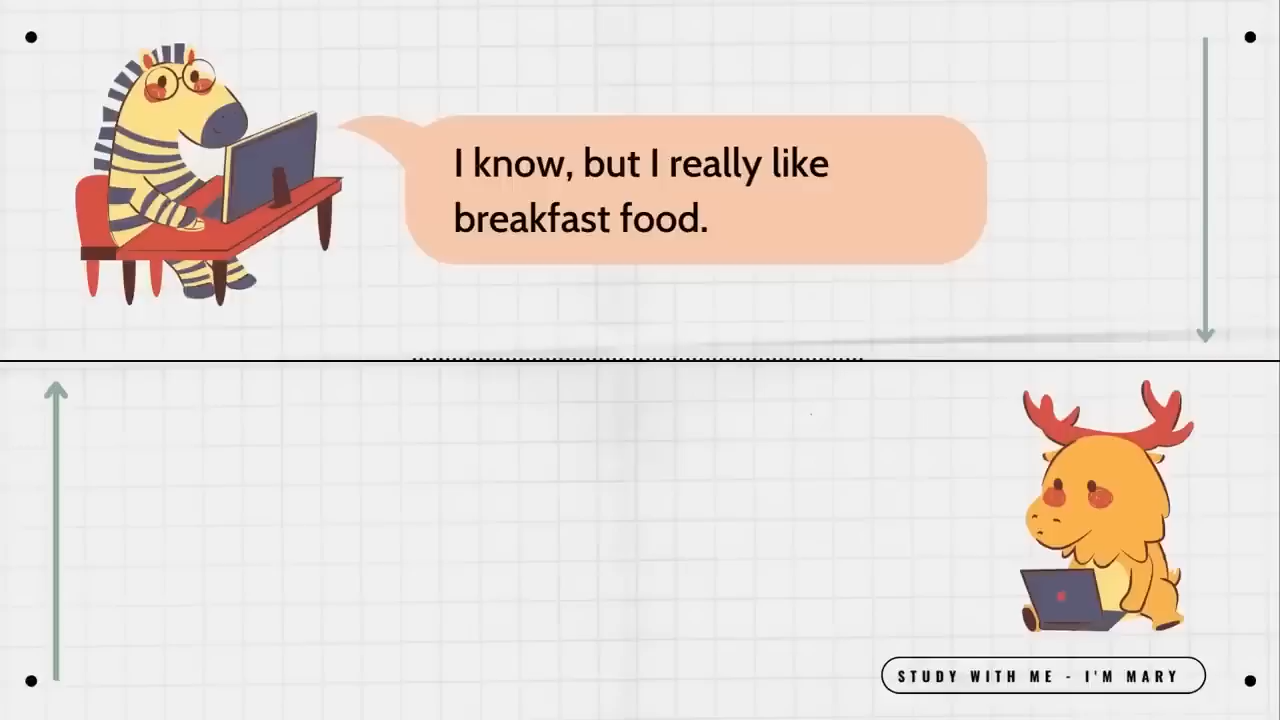 I know, but I really like
breakfast food.
STUDY WITH ME - I'M MARY